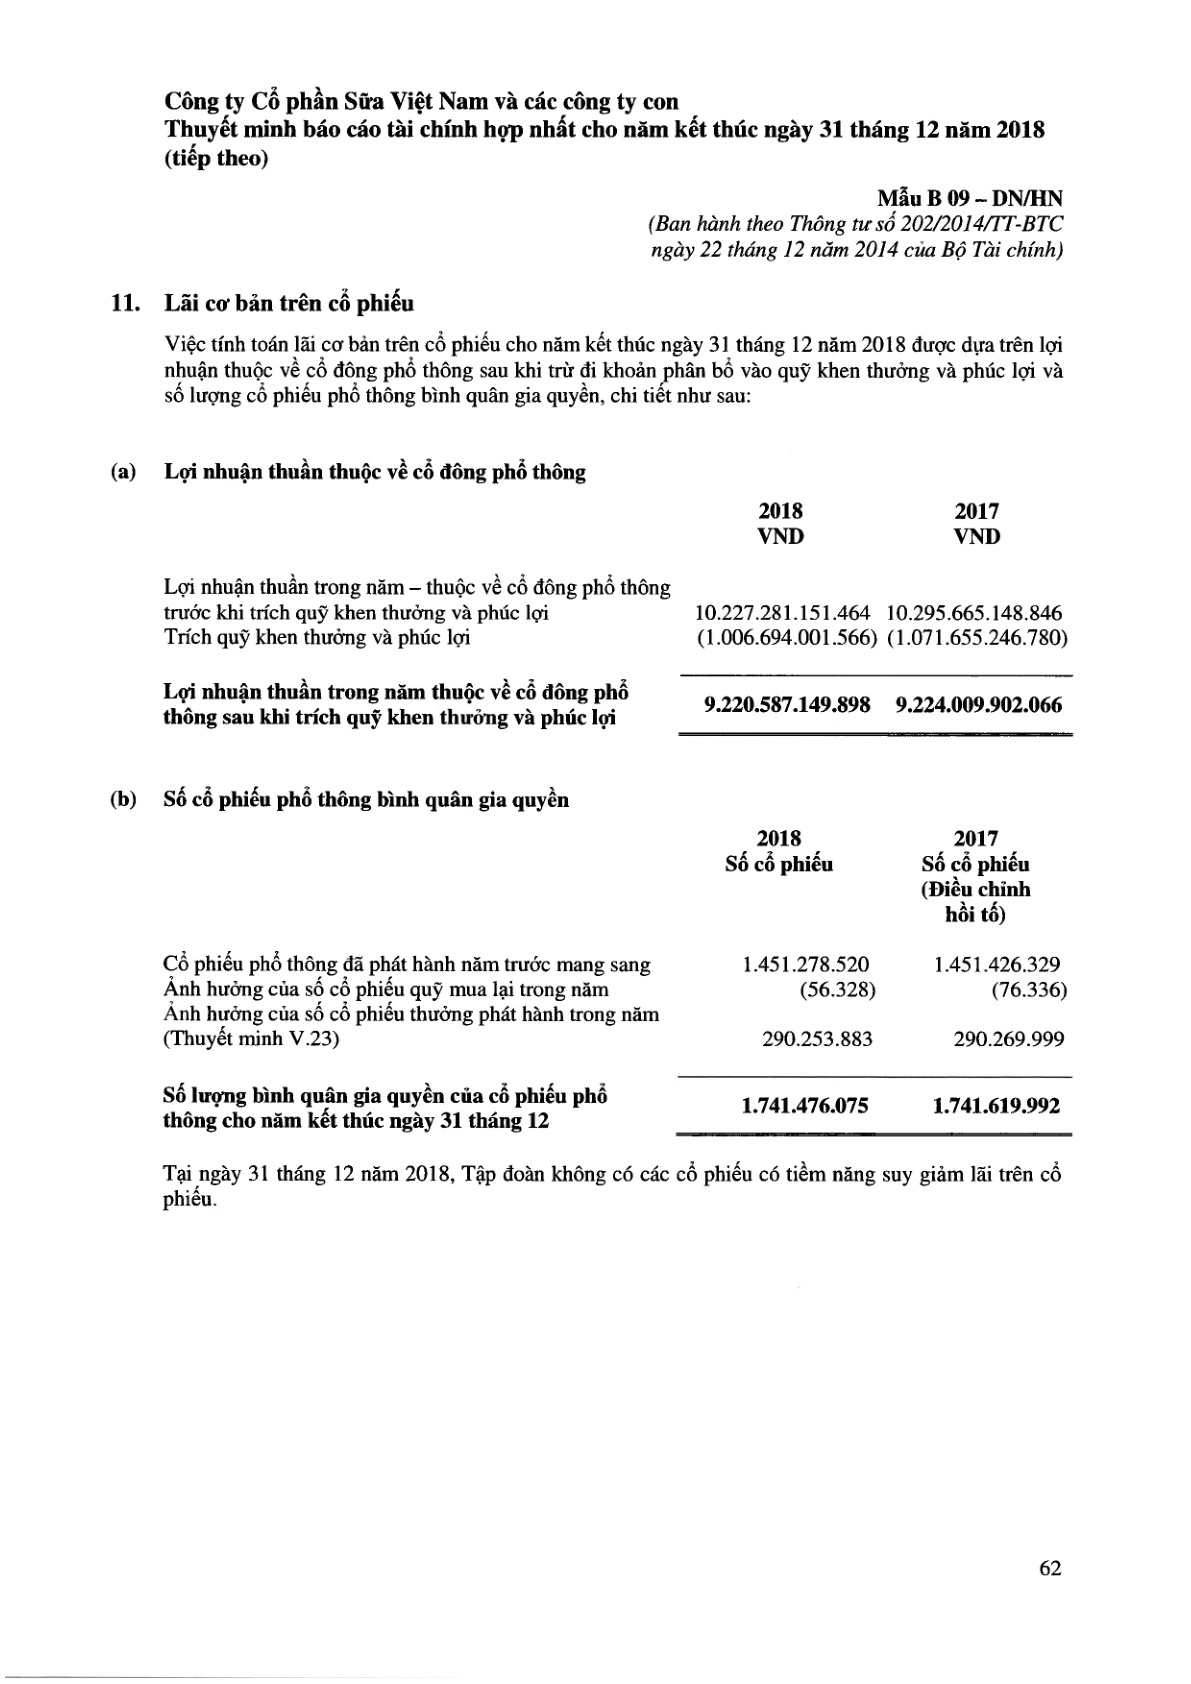 Công ty Cổ phần Sữa Việt Nam và các công ty con
Thuyết minh báo cáo tài chính hợp nhất cho năm kết thúc ngày 31 tháng 12 năm 2018
(tiếp theo)
Mẫu B 09 – DN/HN
(Ban hành theo Thông tư số 202/2014/TT-BTC
ngày 22 tháng 12 năm 2014 của Bộ Tài chính)
11. Lãi cơ bản trên cổ phiếu
Việc tính toán lãi cơ bản trên cổ phiếu cho năm kết thúc ngày 31 tháng 12 năm 2018 được dựa trên lợi
nhuận thuộc về cổ đông phổ thông sau khi trừ đi khoản phân bổ vào quỹ khen thưởng và phúc lợi và
số lượng cổ phiếu phổ thông bình quân gia quyền, chi tiết như sau:
(a) Lợi nhuận thuần thuộc về cổ đông phổ thông
2018 2017
VND VND
Lợi nhuận thuần trong năm – thuộc về cổ đông phổ thông
trước khi trích quỹ khen thưởng và phúc lợi 10.227.281.151.464 10.295.665.148.846
Trích quỹ khen thưởng và phúc lợi (1.006.694.001.566) (1.071.655.246.780)
Lợi nhuận thuần trong năm thuộc về cổ đông phổ
thông sau khi trích quỹ khen thưởng và phúc lợi 9.220.587.149.898 9.224.009.902.066
(b) Số cổ phiếu phổ thông bình quân gia quyền
2018 2017
Số cổ phiếu Số cổ phiếu
(Điều chỉnh
hồi tố)
Cổ phiếu phổ thông đã phát hành năm trước mang sang 1.451.278.520 1.451.426.329
Ảnh hưởng của số cổ phiếu quỹ mua lại trong năm (56.328) (76.336)
Ảnh hưởng của số cổ phiếu thưởng phát hành trong năm
(Thuyết minh V.23) 290.253.883 290.269.999
Số lượng bình quân gia quyền của cổ phiếu phổ
thông cho năm kết thúc ngày 31 tháng 12 1.741.476.075 1.741.619.992
Tại ngày 31 tháng 12 năm 2018, Tập đoàn không có các cổ phiếu có tiềm năng suy giảm lãi trên cổ
phiếu.
62